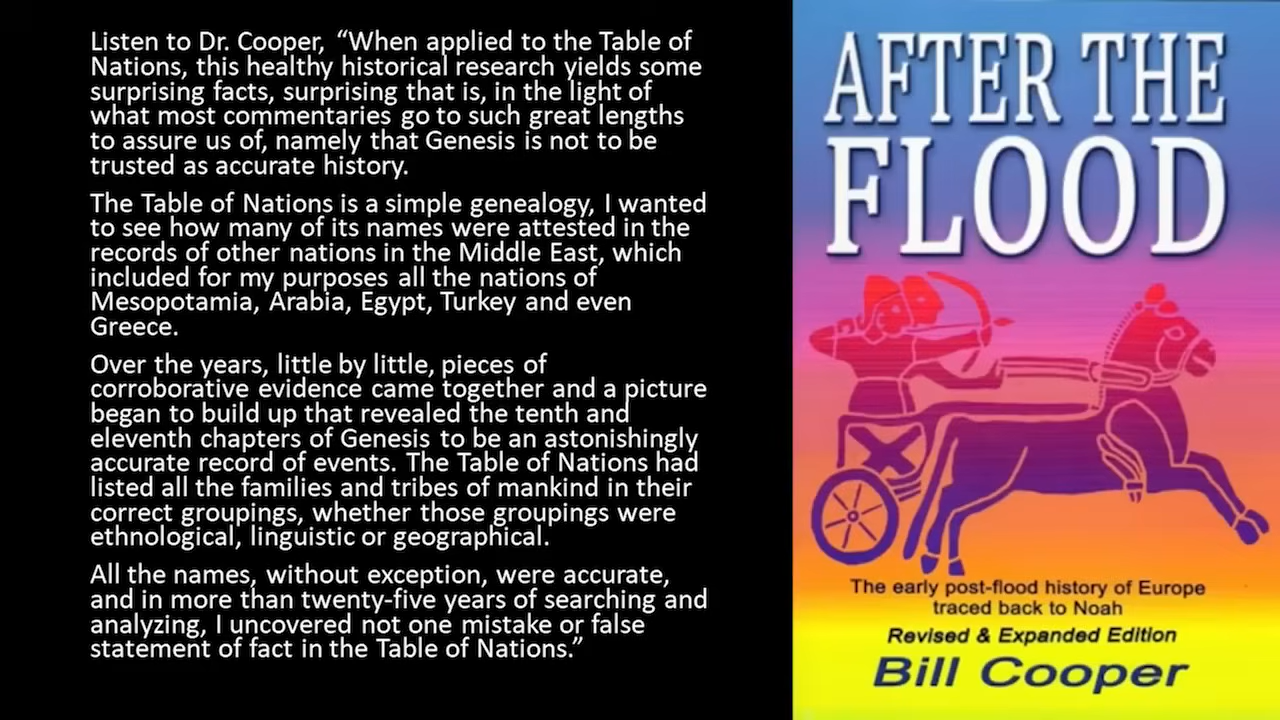 Listen to Dr. Cooper, “When applied to the Table of
Nations, this healthy historical research yields some
surprising facts, surprising that is, in the light of
what most commentaries go to such great lengths
to assure us of, namely that Genesis is not to be
trusted as accurate history.
The Table of Nations is a simple genealogy, I wanted
to see how many of its names were attested in the
records of other nations in the Middle East, which
included for my purposes all the nations of
Mesopotamia, Arabia, Egypt, Turkey and even
Greece.
Over the years, little by little, pieces of
corroborative evidence came together and a picture
began to build up that revealed the tenth and
eleventh chapters of Genesis to be an astonishingly
accurate record of events. The Table of Nations had
listed all the families and tribes of mankind in their
correct groupings, whether those groupings were
ethnological, linguistic or geographical.
All the names, without exception, were accurate,
and in more than twenty-five years of searching and
analyzing, I uncovered not one mistake or false
statement of fact in the Table of Nations.”
AFTER THE
FLOOD
The early post-flood history of Europe
traced back to Noah
Revised & Expanded Edition
Bill Cooper